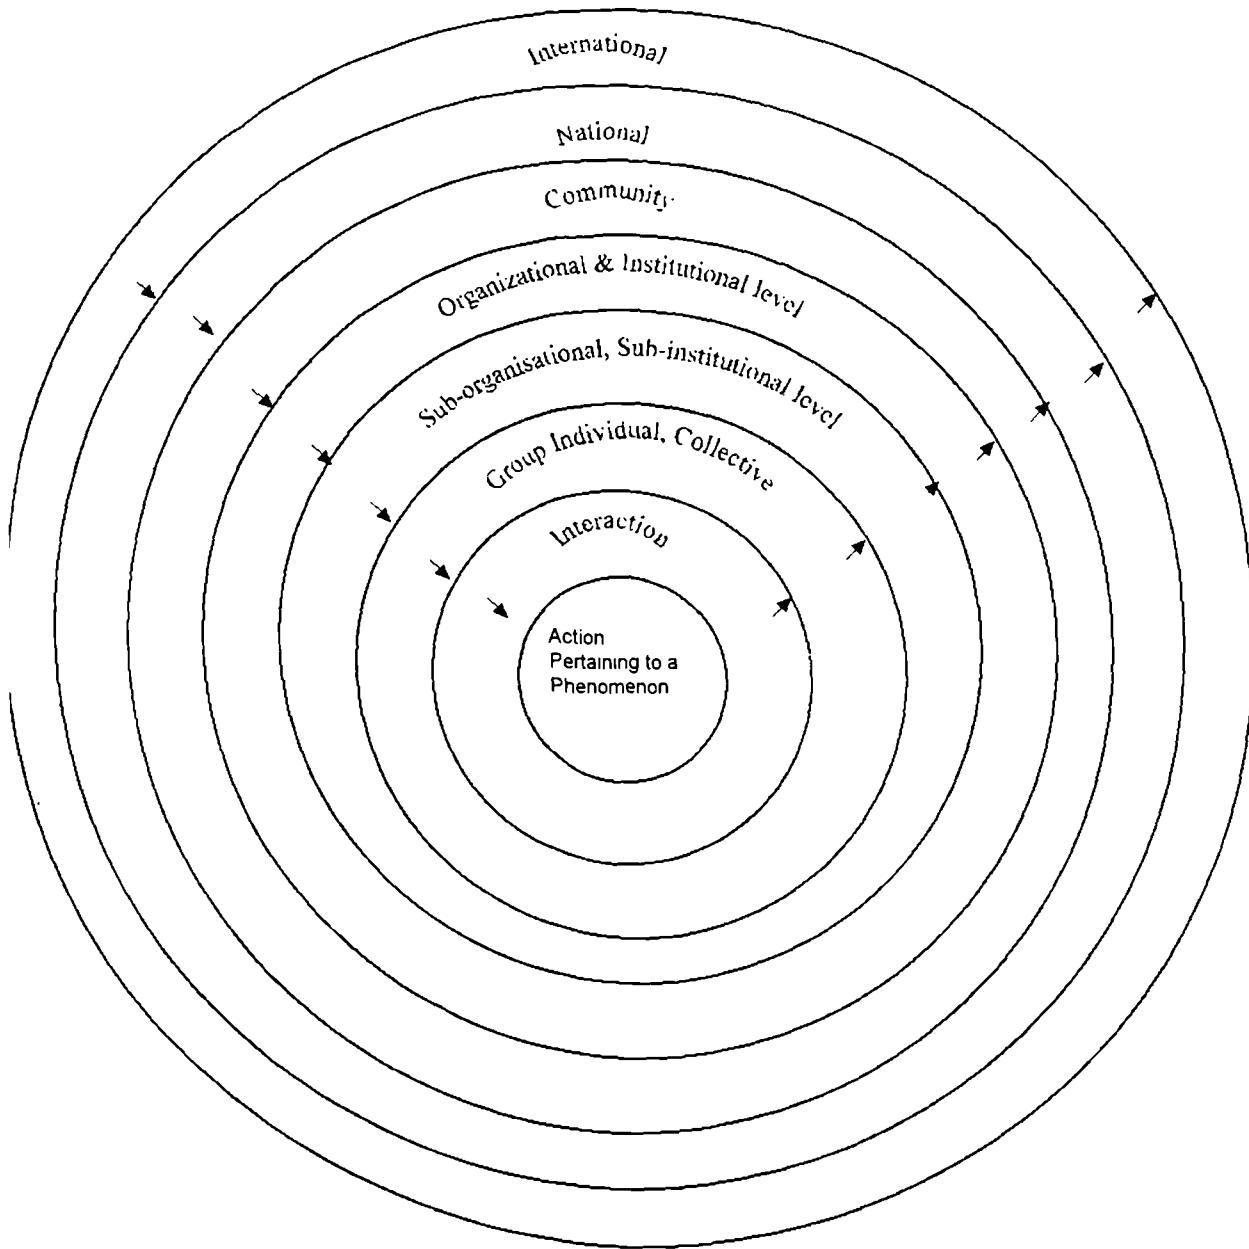 International
National
Community
Organizational & Institutional level
Sub-organisational, Sub-institutional level
Group Individual, Collective
Interaction
Action
Pertaining to a
Phenomenon